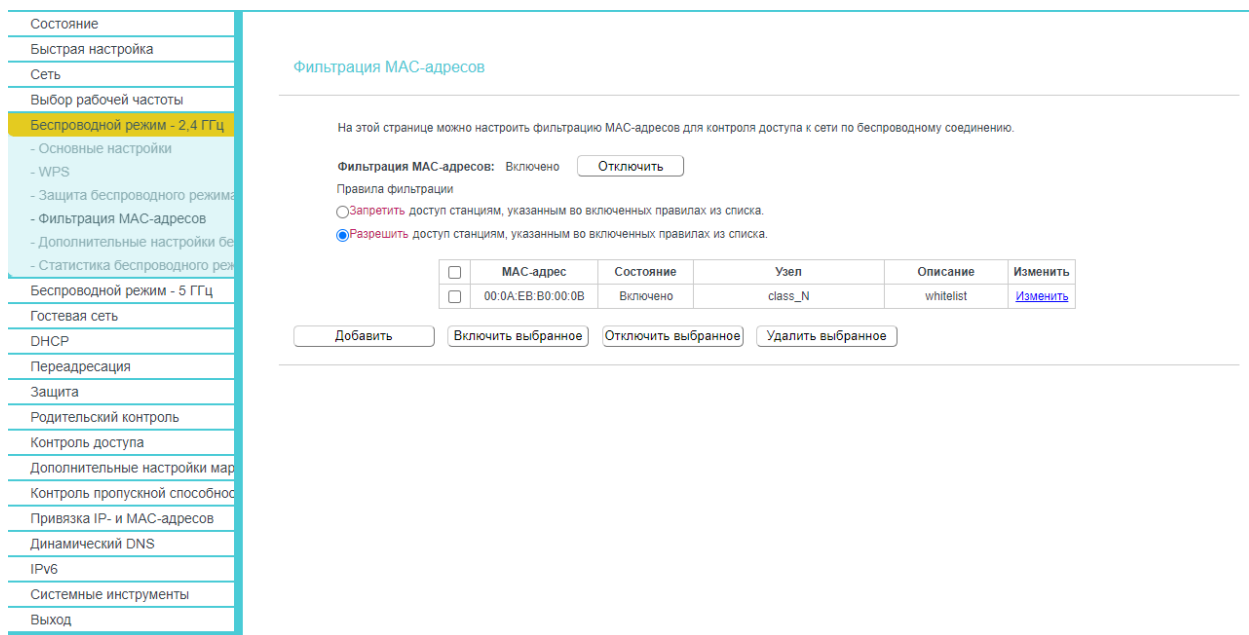 Состояние
Быстрая настройка
Сеть
Выбор рабочей частоты
Беспроводной режим - 2,4 ГГц
- Основные настройки
- WPS
- Защита беспроводного режима
- Фильтрация MAC-адресов
- Дополнительные настройки бе
- Статистика беспроводного реж
Беспроводной режим - 5 ГГц
Гостевая сеть
DHCP
Переадресация
Защита
Родительский контроль
Контроль доступа
Дополнительные настройки мар
Контроль пропускной способнос
Привязка IP- и MAC-адресов
Динамический DNS
IPv6
Системные инструменты
Выход
Фильтрация MAC-адресов
На этой странице можно настроить фильтрацию MAC-адресов для контроля доступа к сети по беспроводному соединению.
Фильтрация MAC-адресов: Включено Отключить
Правила фильтрации
Запретить доступ станциям, указанным во включенных правилах из списка.
Разрешить доступ станциям, указанным во включенных правилах из списка.
MAC-адрес Состояние Узел Описание Изменить
00:0A:EB:B0:00:0B Включено class_N whitelist Изменить
Добавить Включить выбранное Отключить выбранное Удалить выбранное